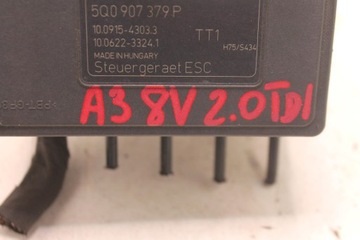 5Q0 907 379 P
10.0915-4303.3
10.0622-3324.1
TT1
H75/S434
MADE IN HUNGARY
Steuergeraet ESC
A3 8V 2.0TDI